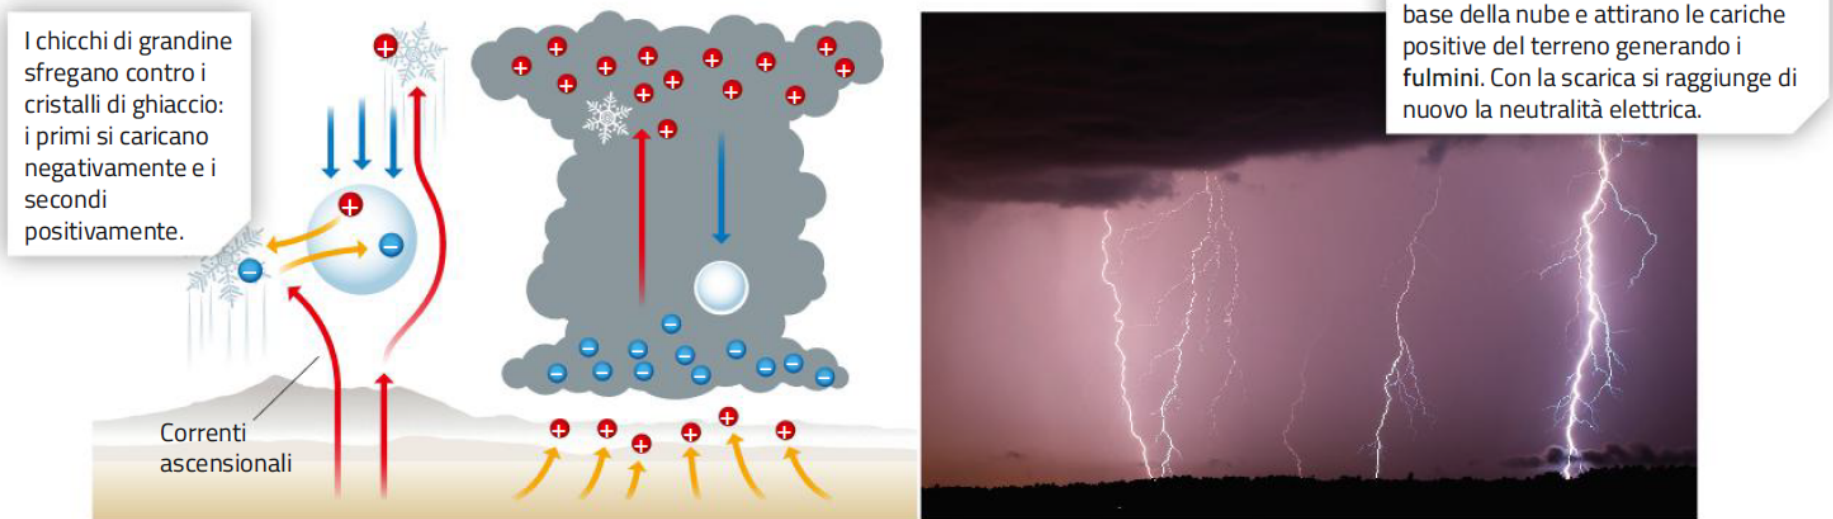 I chicchi di grandine
sfregano contro i
cristalli di ghiaccio:
i primi si caricano
negativamente e i
secondi
positivamente.
Correnti
ascensionali
base della nube e attirano le cariche
positive del terreno generando i
fulmini. Con la scarica si raggiunge di
nuovo la neutralità elettrica.